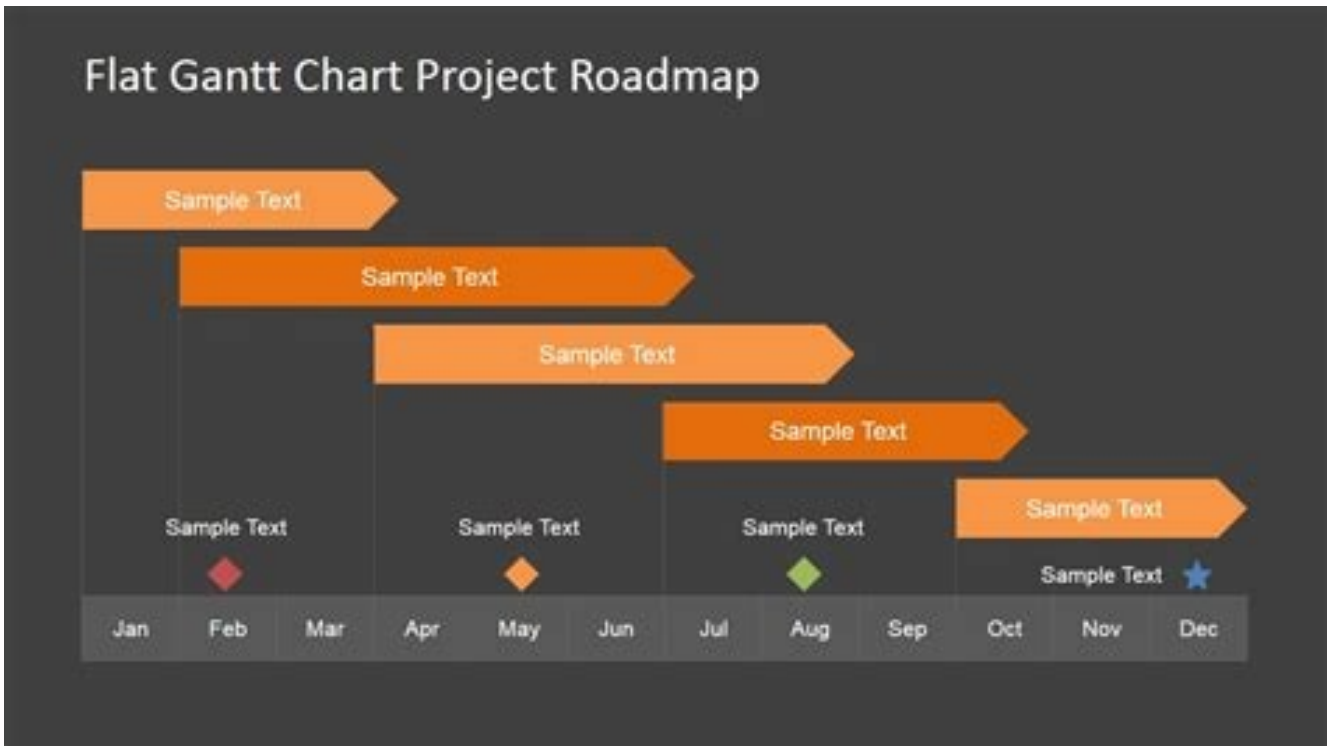 Flat Gantt Chart Project Roadmap
Sample Text
Sample Text
Sample Text
Sample Text
Sample Text
Sample Text Sample Text Sample Text
Sample Text
Jan Feb Mar Apr May Jun Jul Aug Sep Oct Nov Dec